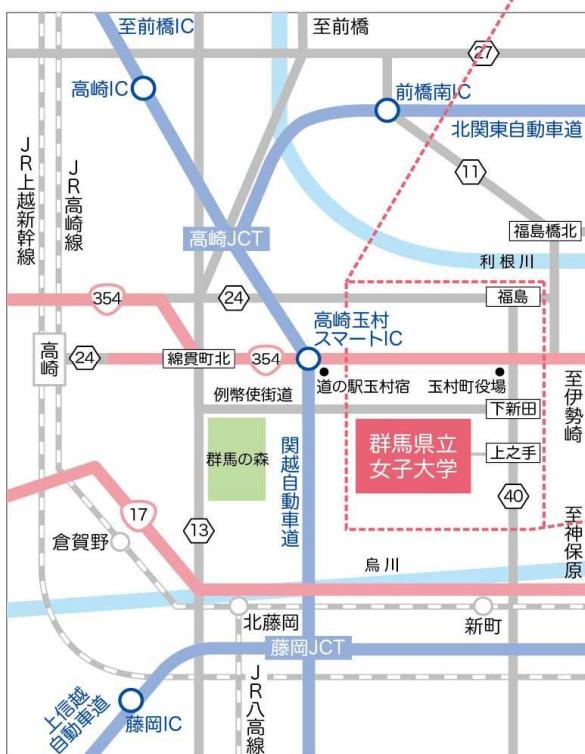 至前橋IC
至前橋
27
高崎IC
前橋南IC
北関東自動車道
JR上越新幹線
JR高崎線
11
高崎JCT
福島橋北
利根川
354
24
福島
高崎玉村
スマートIC
高崎
24
綿貫町北
354
道の駅玉村宿
玉村町役場
至伊勢崎
例幣使街道
下新田
群馬の森
関越自動車道
群馬県立
女子大学
上之手
17
13
40
至神保原
倉賀野
烏川
北藤岡
新町
藤岡JCT
上信越
自動車道
藤岡IC
JR八高線